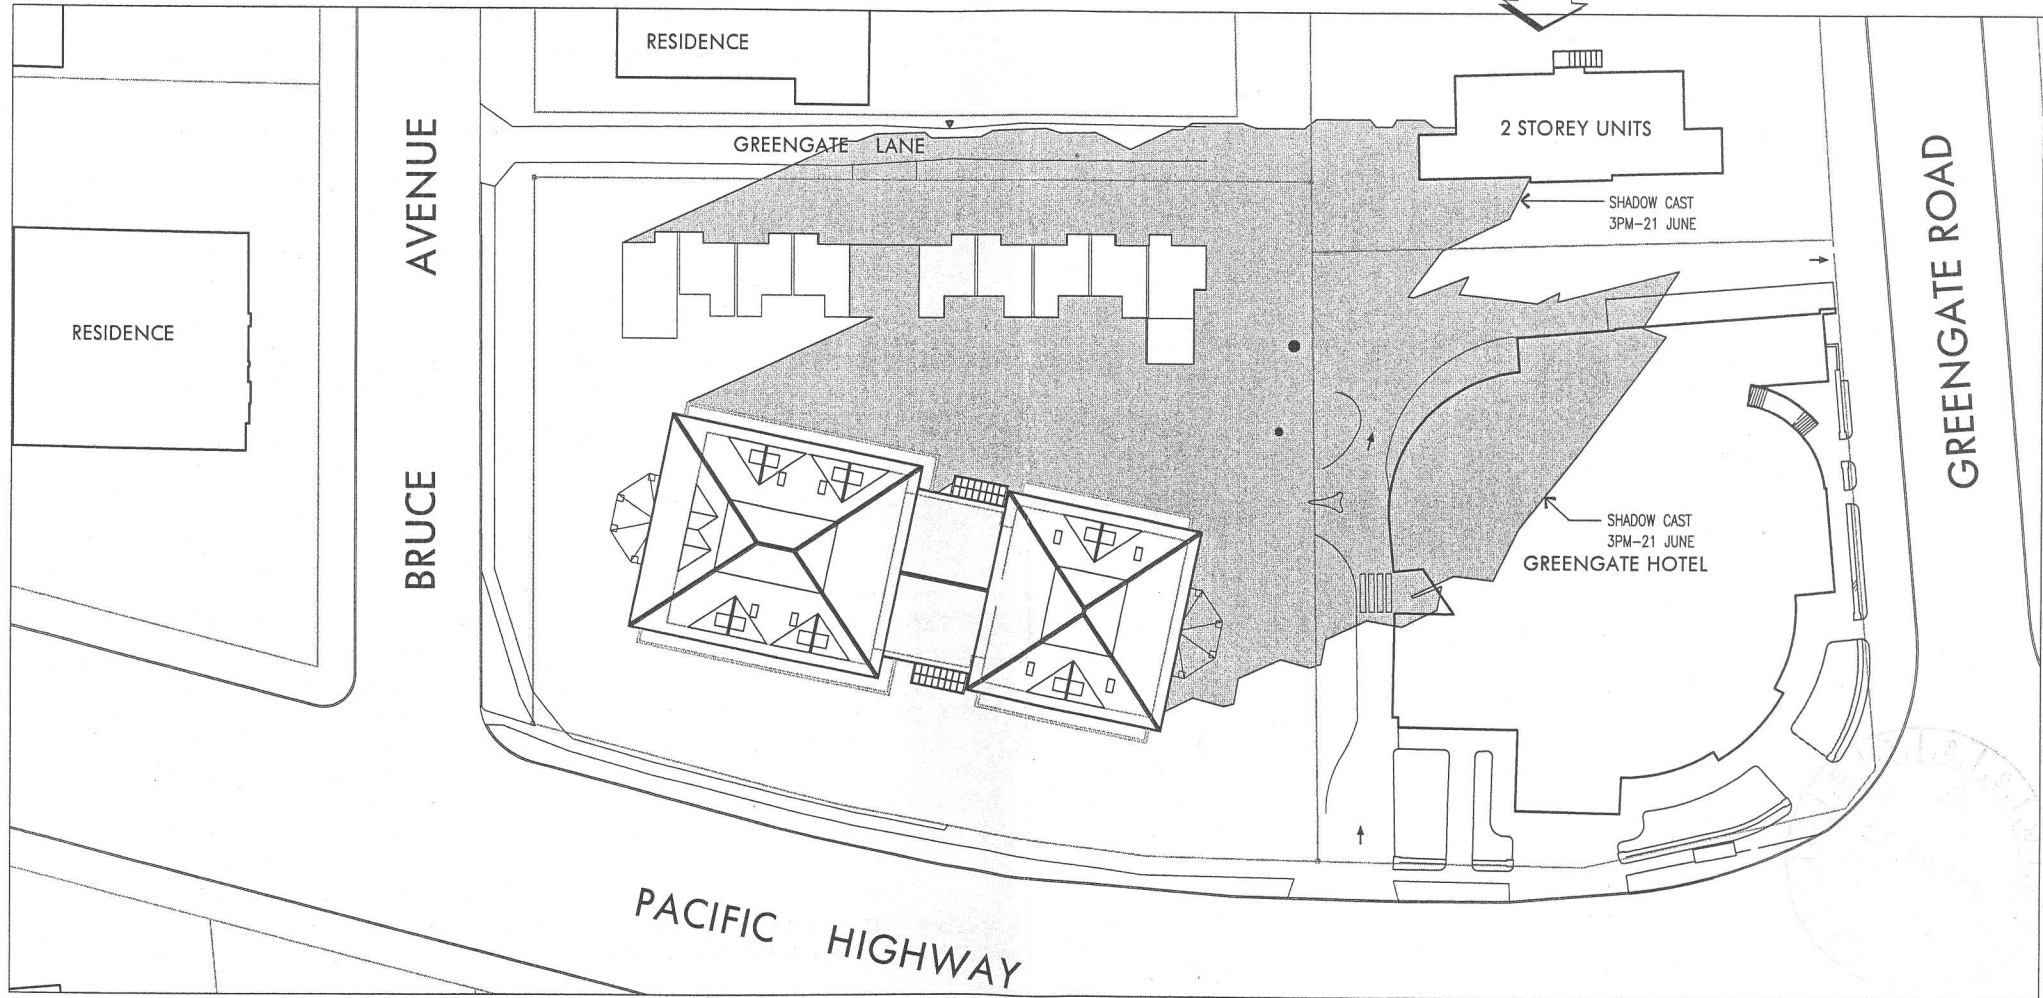 RESIDENCE
2 STOREY UNITS
GREENGATE LANE
SHADOW CAST
3PM-21 JUNE
RESIDENCE
BRUCE AVENUE
GREENGATE ROAD
SHADOW CAST
3PM-21 JUNE
GREENGATE HOTEL
PACIFIC HIGHWAY